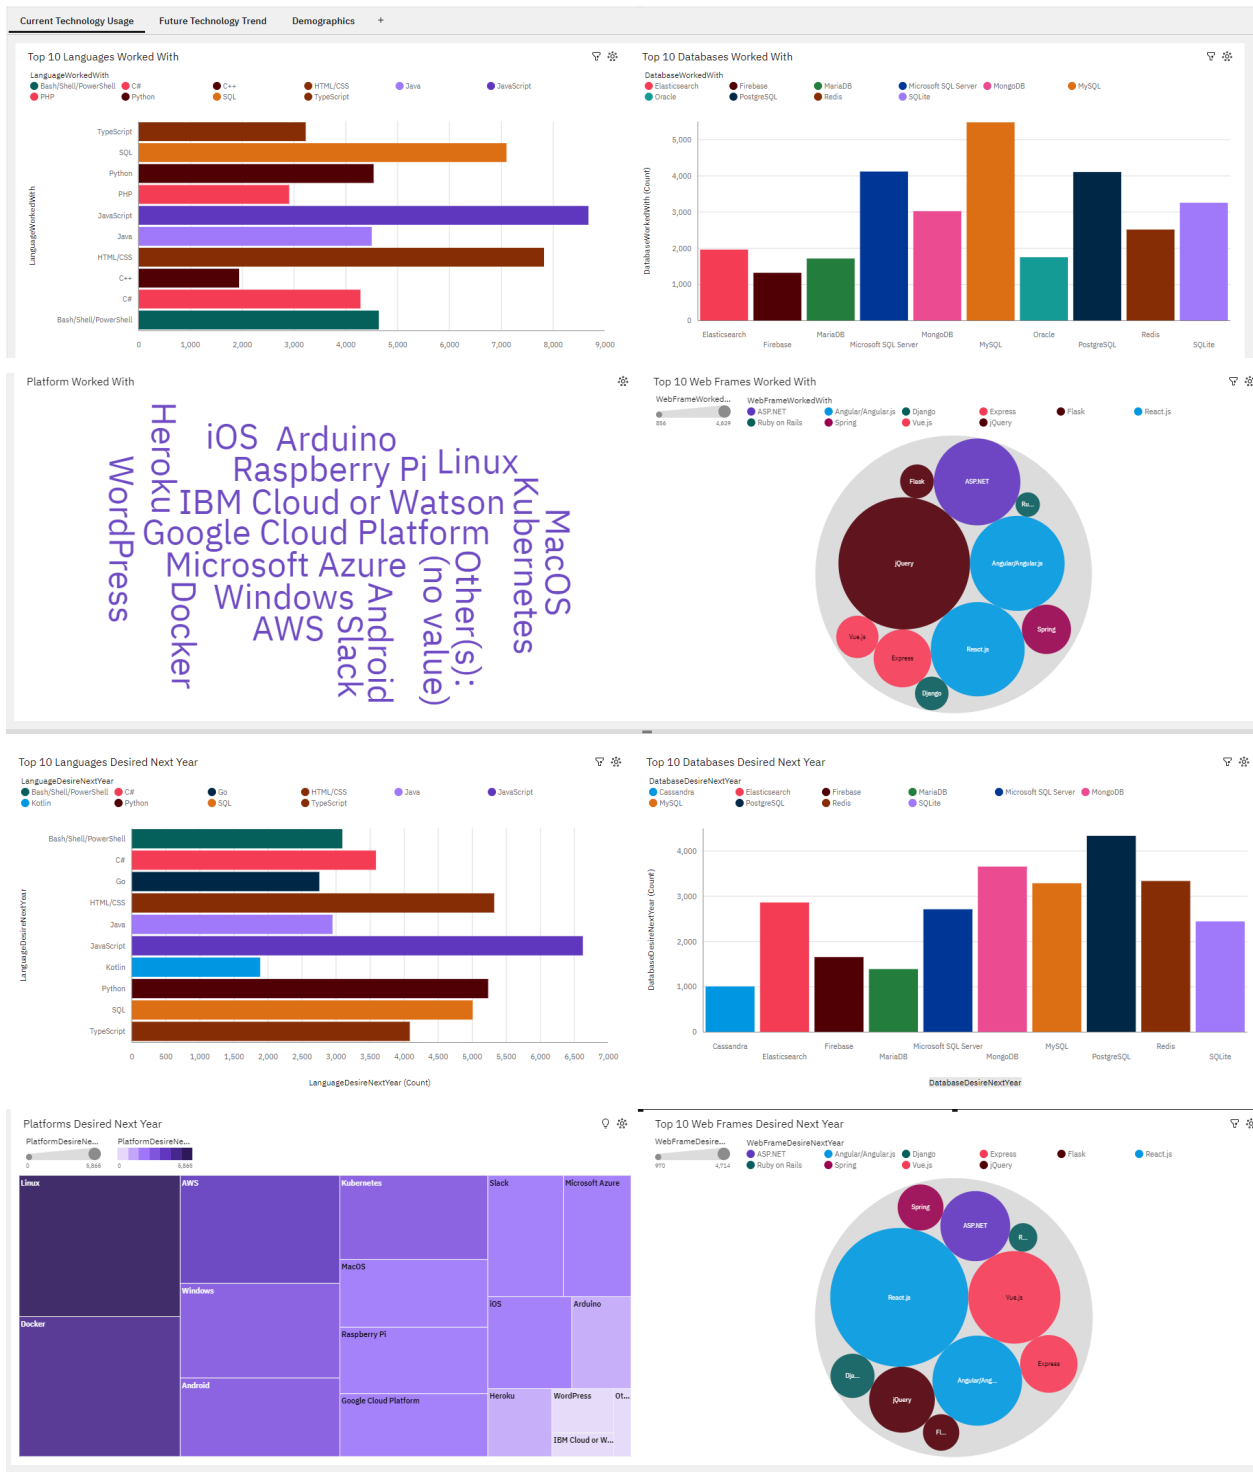 Current Technology Usage Future Technology Trend Demographics +
Top 10 Languages Worked With
LanguageWorkedWith
Bash/Shell/PowerShell C# C++ HTML/CSS Java JavaScript
PHP Python SQL TypeScript
LanguageWorkedWith
TypeScript
SQL
Python
PHP
JavaScript
Java
HTML/CSS
C++
C#
Bash/Shell/PowerShell
0 1,000 2,000 3,000 4,000 5,000 6,000 7,000 8,000 9,000
Top 10 Databases Worked With
DatabaseWorkedWith
Elasticsearch Firebase MariaDB Microsoft SQL Server MongoDB MySQL
Oracle PostgreSQL Redis SQLite
DatabaseWorkedWith (Count)
5,000
4,000
3,000
2,000
1,000
0
Elasticsearch MariaDB MongoDB Oracle Redis
Firebase Microsoft SQL Server MySQL PostgreSQL SQLite
Platform Worked With
Heroku
iOS Arduino
Raspberry Pi Linux
WordPress
IBM Cloud or Watson
Google Cloud Platform
Kubernetes
MacOS
Microsoft Azure
Docker
Windows
AWS
Slack
Android
(no value)
Other(s):
Top 10 Web Frames Worked With
WebFrameWorked...
886 4,629
WebFrameWorkedWith
ASP.NET Angular/Angular.js Django Express Flask React.js
Ruby on Rails Spring Vue.js jQuery
Flask
ASP.NET
Ru...
jQuery
Angular/Angular.js
Vue.js
Spring
Express
React.js
Django
Top 10 Languages Desired Next Year
LanguageDesireNextYear
Bash/Shell/PowerShell C# Go HTML/CSS Java JavaScript
Kotlin Python SQL TypeScript
LanguageDesireNextYear
Bash/Shell/PowerShell
C#
Go
HTML/CSS
Java
JavaScript
Kotlin
Python
SQL
TypeScript
0 500 1,000 1,500 2,000 2,500 3,000 3,500 4,000 4,500 5,000 5,500 6,000 6,500 7,000
LanguageDesireNextYear (Count)
Top 10 Databases Desired Next Year
DatabaseDesireNextYear
Cassandra Elasticsearch Firebase MariaDB Microsoft SQL Server MongoDB
MySQL PostgreSQL Redis SQLite
DatabaseDesireNextYear (Count)
4,000
3,000
2,000
1,000
0
Cassandra Firebase Microsoft SQL Server MySQL Redis
Elasticsearch MariaDB MongoDB PostgreSQL SQLite
DatabaseDesireNextYear
Platforms Desired Next Year
PlatformDesireNe... PlatformDesireNe...
0 5,865 0 5,865
Linux
AWS
Kubernetes
Slack
Microsoft Azure
MacOS
Windows
iOS
Arduino
Docker
Raspberry Pi
Android
Google Cloud Platform
Heroku
WordPress
Ot...
IBM Cloud or W...
Top 10 Web Frames Desired Next Year
WebFrameDesire...
970 4,714
WebFrameDesireNextYear
ASP.NET Angular/Angular.js Django Express Flask React.js
Ruby on Rails Spring Vue.js jQuery
Spring
ASP.NET
R...
React.js
Vue.js
Express
Dja...
Angular/Ang...
jQuery
Fl...